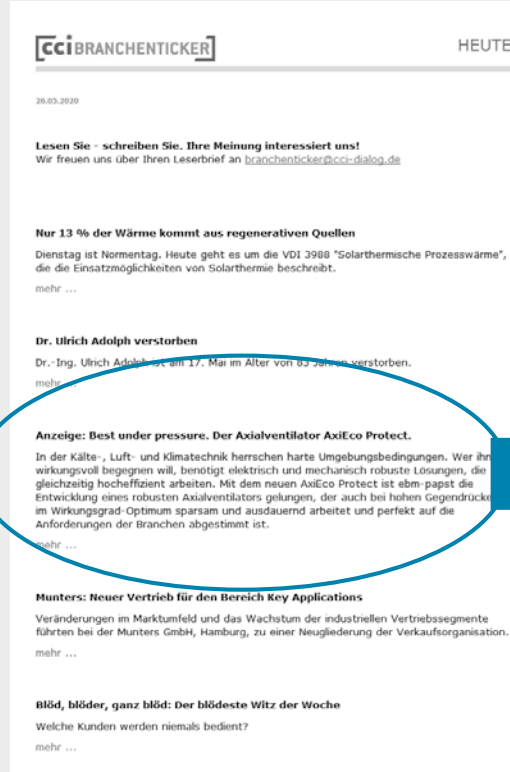 cci BRANCHENTICKER
HEUTE
26.05.2020
Lesen Sie - schreiben Sie. Ihre Meinung interessiert uns!
Wir freuen uns über Ihren Leserbrief an branchenticker@cci-dialog.de
Nur 13 % der Wärme kommt aus regenerativen Quellen
Dienstag ist Normentag. Heute geht es um die VDI 3988 "Solarthermische Prozesswärme",
die die Einsatzmöglichkeiten von Solarthermie beschreibt.
mehr ...
Dr. Ulrich Adolph verstorben
Dr.-Ing. Ulrich Adolph ist am 17. Mai im Alter von 83 Jahren verstorben.
mehr ...
Anzeige: Best under pressure. Der Axialventilator AxiEco Protect.
In der Kälte-, Luft- und Klimatechnik herrschen harte Umgebungsbedingungen. Wer
wirkungsvoll begegnen will, benötigt elektrisch und mechanisch robuste Lösungen, die
gleichzeitig hocheffizient arbeiten. Mit dem neuen AxiEco Protect ist ebm-papst die
Entwicklung eines robusten Axialventilators gelungen, der auch bei hohen Gegendrücke
im Wirkungsgrad-Optimum sparsam und ausdauernd arbeitet und perfekt auf die
Anforderungen der Branchen abgestimmt ist.
mehr ...
Munters: Neuer Vertrieb für den Bereich Key Applications
Veränderungen im Marktumfeld und das Wachstum der industriellen Vertriebssegmente
führten bei der Munters GmbH, Hamburg, zu einer Neugliederung der Verkaufsorganisation.
mehr ...
Blöd, blöder, ganz blöd: Der blödeste Witz der Woche
Welche Kunden werden niemals bedient?
mehr ...